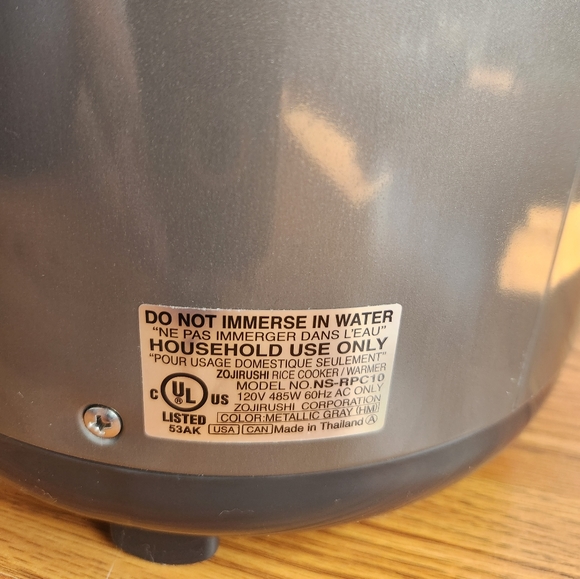 DO NOT IMMERSE IN WATER
"NE PAS IMMERGER DANS L'EAU"
HOUSEHOLD USE ONLY
"POUR USAGE DOMESTIQUE SEULEMENT"
ZOJIRUSHI RICE COOKER/WARMER
MODEL NO.NS-RPC10
120V 485W 60Hz AC ONLY
ZOJIRUSHI CORPORATION
COLOR:METALLIC GRAY (HM)
C UL ® US
LISTED
53AK
USA CAN Made in Thailand Ⓐ